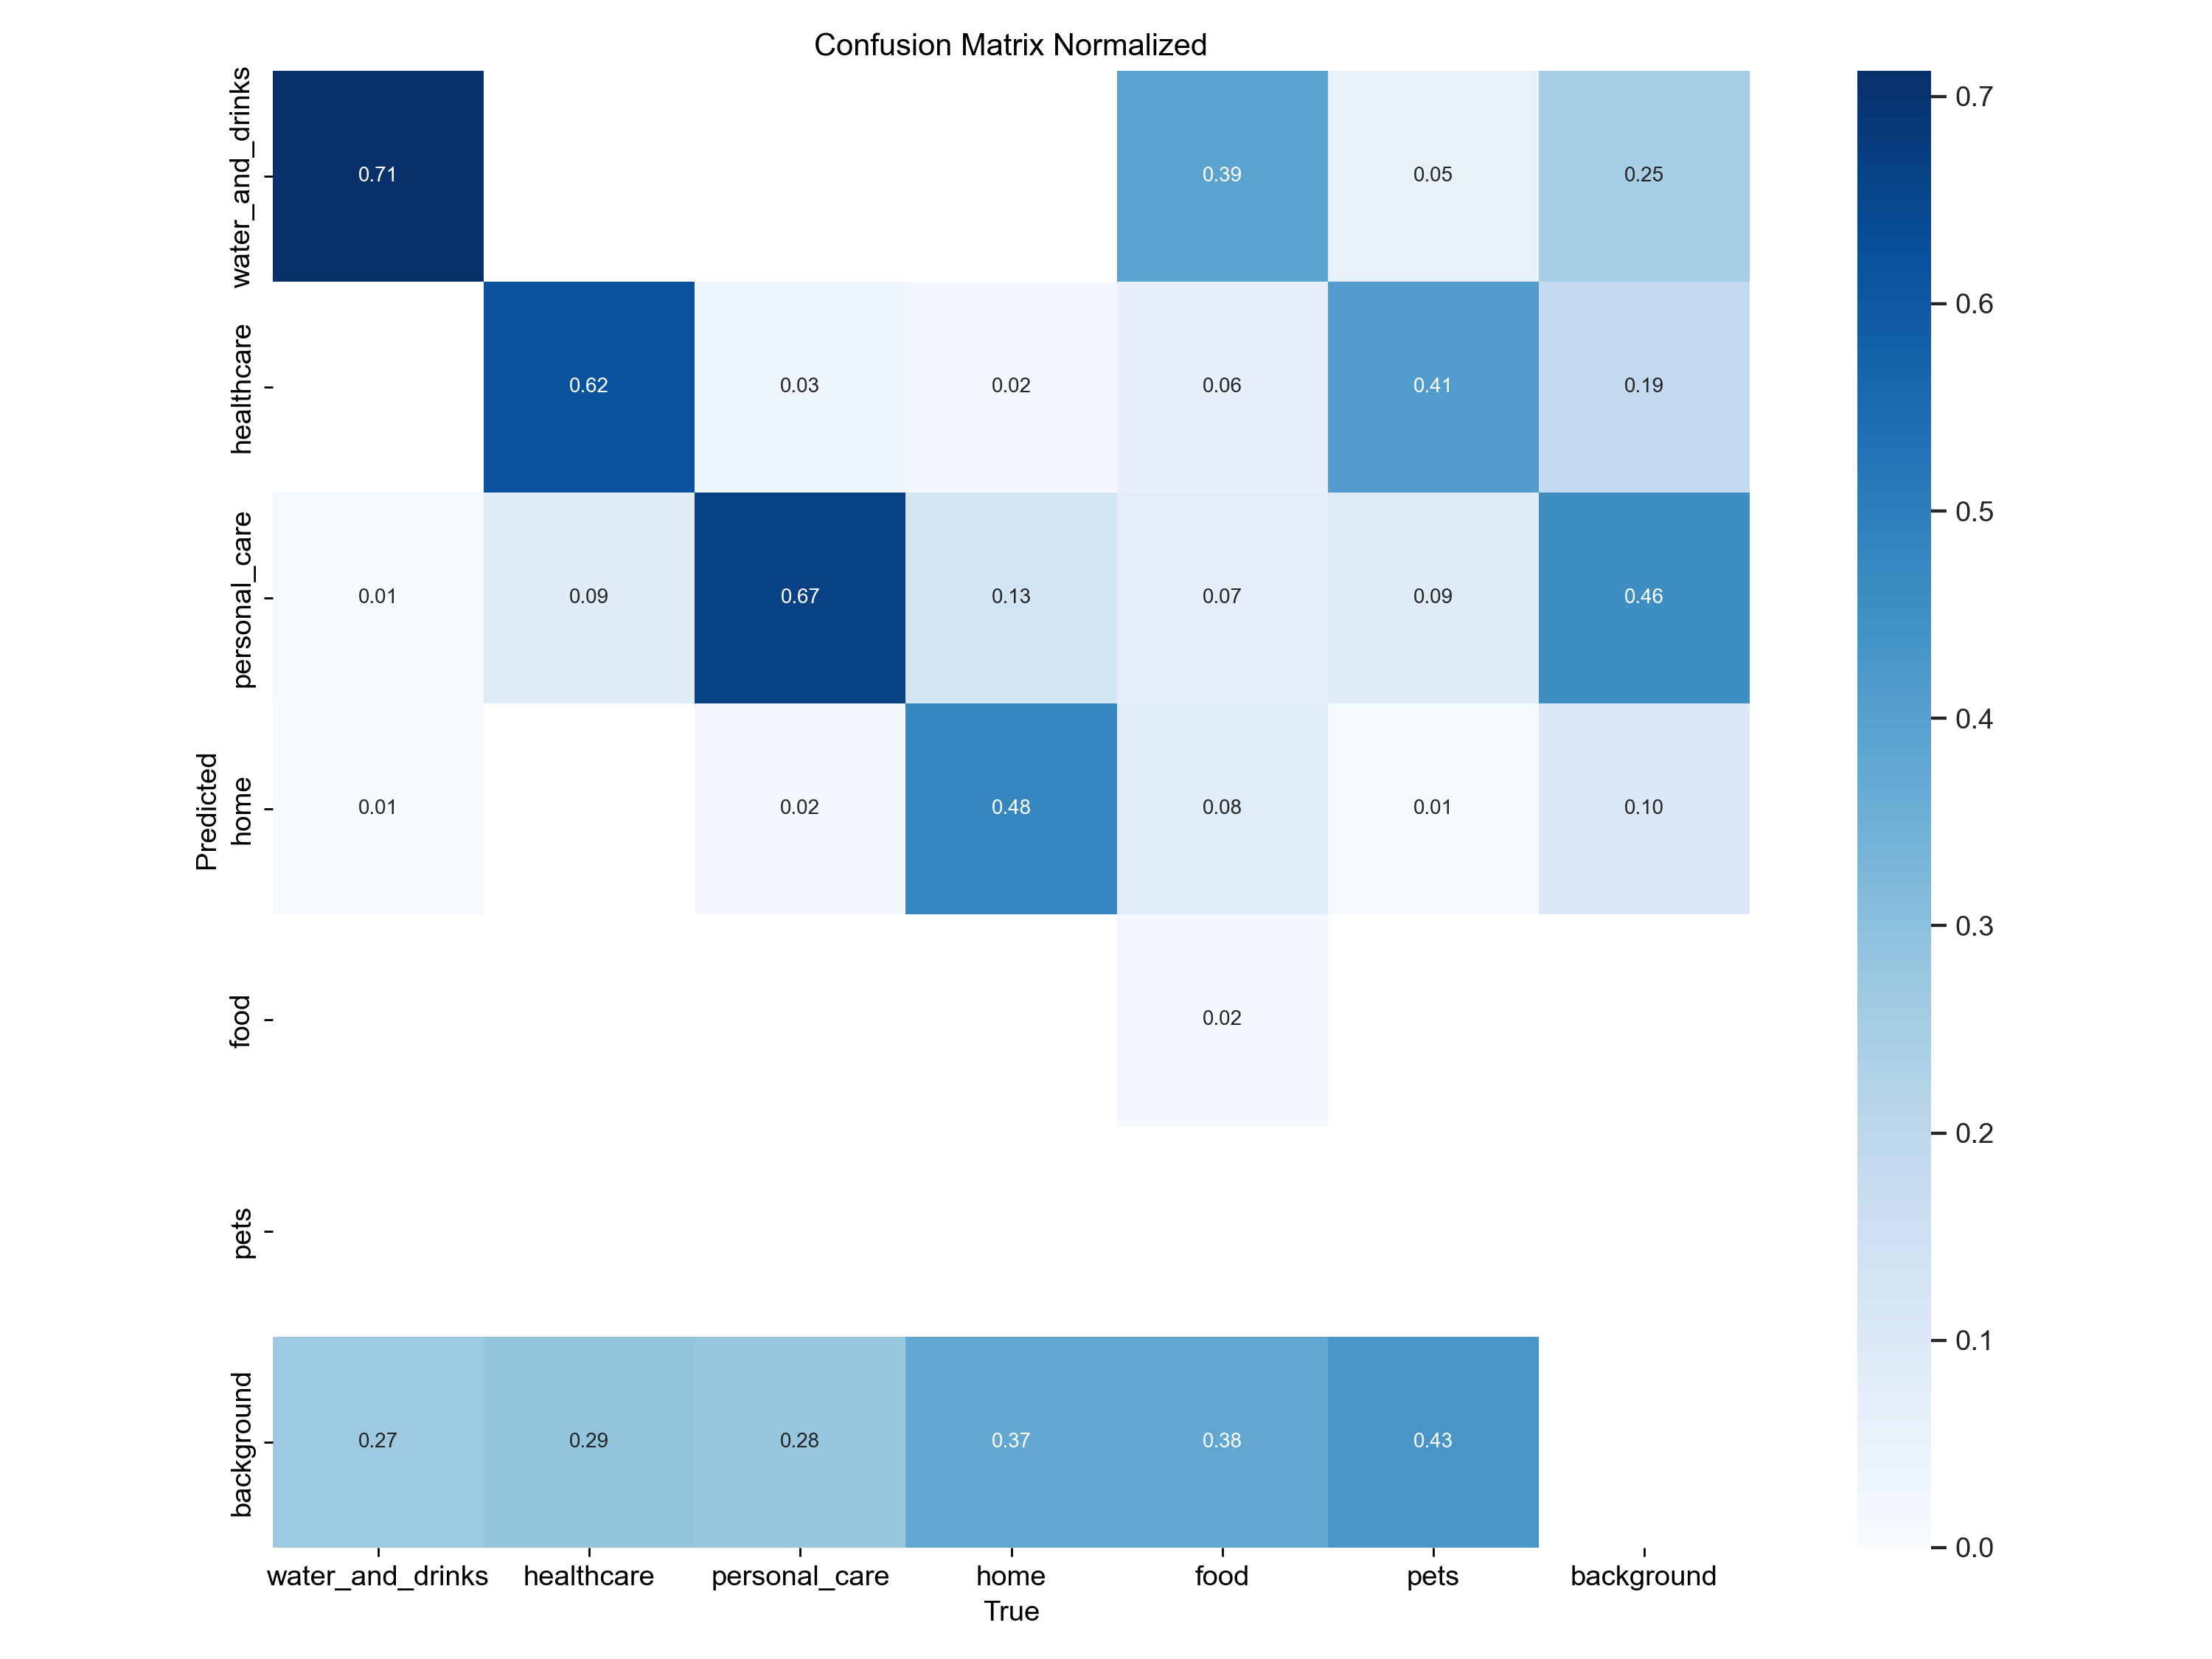 Confusion Matrix Normalized
water_and_drinks
0.71
0.39
0.05
0.25
healthcare
0.62
0.03
0.02
0.06
0.41
0.19
personal_care
0.01
0.09
0.67
0.13
0.07
0.09
0.46
Predicted
home
0.01
0.02
0.48
0.08
0.01
0.10
food
0.02
pets
background
0.27
0.29
0.28
0.37
0.38
0.43
water_and_drinks
healthcare
personal_care
home
food
pets
background
True
0.7
0.6
0.5
0.4
0.3
0.2
0.1
0.0